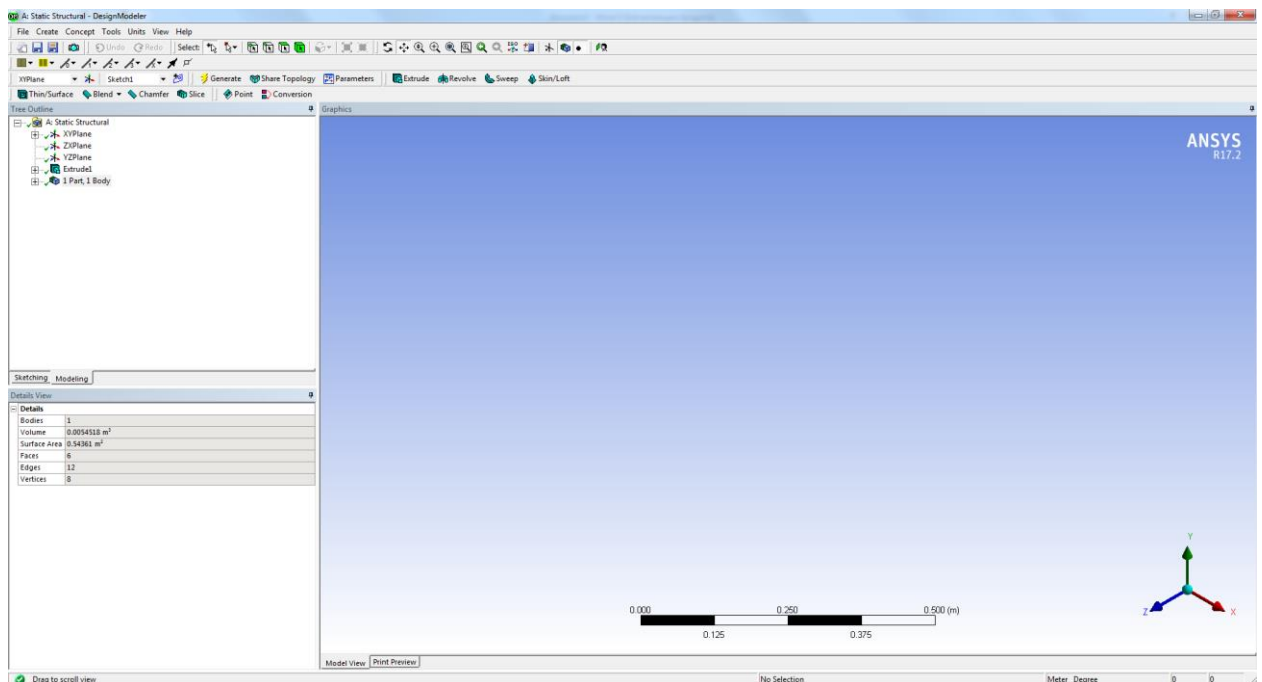 A: Static Structural - DesignModeler
File Create Concept Tools Units View Help
Undo Redo Select:
XYPlane Sketch1 Generate Share Topology Parameters Extrude Revolve Sweep Skin/Loft
Thin/Surface Blend Chamfer Slice Point Conversion
Tree Outline
A: Static Structural
XYPlane
ZXPlane
YZPlane
Extrude1
1 Part, 1 Body
Sketching Modeling
Details View
Details
Bodies 1
Volume 0.0054518 m³
Surface Area 0.54361 m²
Faces 6
Edges 12
Vertices 8
Graphics
ANSYS
R17.2
Y
Z
X
0.000 0.250 0.500 (m)
0.125 0.375
Model View Print Preview
Drag to scroll view No Selection Meter Degree 0 0